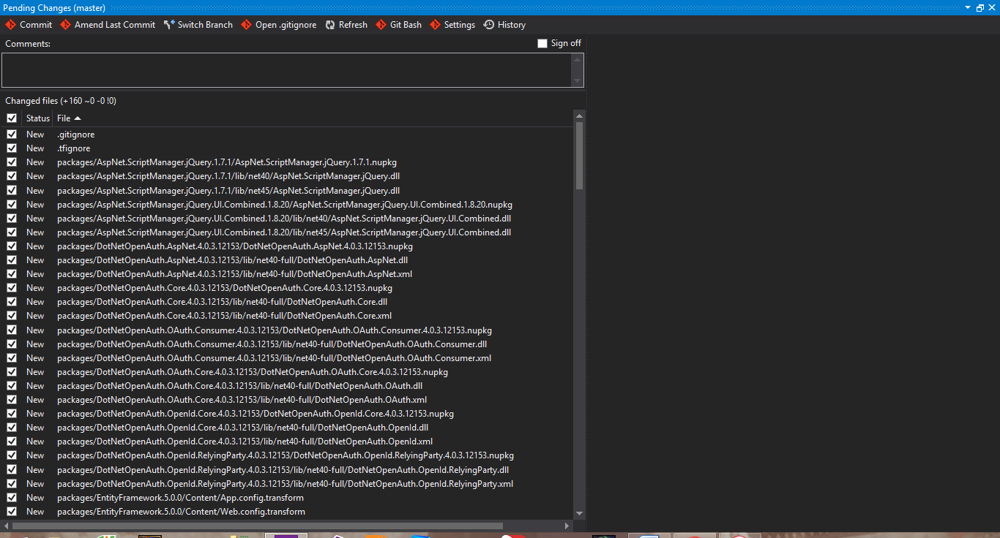 Pending Changes (master)
Commit Amend Last Commit Switch Branch Open .gitignore Refresh Git Bash Settings History
Comments: Sign off
Changed files (+160 ~0 -0 !0)
Status File
New .gitignore
New .tfignore
New packages/AspNet.ScriptManager.jQuery.1.7.1/AspNet.ScriptManager.jQuery.1.7.1.nupkg
New packages/AspNet.ScriptManager.jQuery.1.7.1/lib/net40/AspNet.ScriptManager.jQuery.dll
New packages/AspNet.ScriptManager.jQuery.1.7.1/lib/net45/AspNet.ScriptManager.jQuery.dll
New packages/AspNet.ScriptManager.jQuery.UI.Combined.1.8.20/AspNet.ScriptManager.jQuery.UI.Combined.1.8.20.nupkg
New packages/AspNet.ScriptManager.jQuery.UI.Combined.1.8.20/lib/net40/AspNet.ScriptManager.jQuery.UI.Combined.dll
New packages/AspNet.ScriptManager.jQuery.UI.Combined.1.8.20/lib/net45/AspNet.ScriptManager.jQuery.UI.Combined.dll
New packages/DotNetOpenAuth.AspNet.4.0.3.12153/DotNetOpenAuth.AspNet.4.0.3.12153.nupkg
New packages/DotNetOpenAuth.AspNet.4.0.3.12153/lib/net40-full/DotNetOpenAuth.AspNet.dll
New packages/DotNetOpenAuth.AspNet.4.0.3.12153/lib/net40-full/DotNetOpenAuth.AspNet.xml
New packages/DotNetOpenAuth.Core.4.0.3.12153/DotNetOpenAuth.Core.4.0.3.12153.nupkg
New packages/DotNetOpenAuth.Core.4.0.3.12153/lib/net40-full/DotNetOpenAuth.Core.dll
New packages/DotNetOpenAuth.Core.4.0.3.12153/lib/net40-full/DotNetOpenAuth.Core.xml
New packages/DotNetOpenAuth.OAuth.Consumer.4.0.3.12153/DotNetOpenAuth.OAuth.Consumer.4.0.3.12153.nupkg
New packages/DotNetOpenAuth.OAuth.Consumer.4.0.3.12153/lib/net40-full/DotNetOpenAuth.OAuth.Consumer.dll
New packages/DotNetOpenAuth.OAuth.Consumer.4.0.3.12153/lib/net40-full/DotNetOpenAuth.OAuth.Consumer.xml
New packages/DotNetOpenAuth.OAuth.Core.4.0.3.12153/DotNetOpenAuth.OAuth.Core.4.0.3.12153.nupkg
New packages/DotNetOpenAuth.OAuth.Core.4.0.3.12153/lib/net40-full/DotNetOpenAuth.OAuth.dll
New packages/DotNetOpenAuth.OAuth.Core.4.0.3.12153/lib/net40-full/DotNetOpenAuth.OAuth.xml
New packages/DotNetOpenAuth.OpenId.Core.4.0.3.12153/DotNetOpenAuth.OpenId.Core.4.0.3.12153.nupkg
New packages/DotNetOpenAuth.OpenId.Core.4.0.3.12153/lib/net40-full/DotNetOpenAuth.OpenId.dll
New packages/DotNetOpenAuth.OpenId.Core.4.0.3.12153/lib/net40-full/DotNetOpenAuth.OpenId.xml
New packages/DotNetOpenAuth.OpenId.RelyingParty.4.0.3.12153/DotNetOpenAuth.OpenId.RelyingParty.4.0.3.12153.nupkg
New packages/DotNetOpenAuth.OpenId.RelyingParty.4.0.3.12153/lib/net40-full/DotNetOpenAuth.OpenId.RelyingParty.dll
New packages/DotNetOpenAuth.OpenId.RelyingParty.4.0.3.12153/lib/net40-full/DotNetOpenAuth.OpenId.RelyingParty.xml
New packages/EntityFramework.5.0.0/Content/App.config.transform
New packages/EntityFramework.5.0.0/Content/Web.config.transform